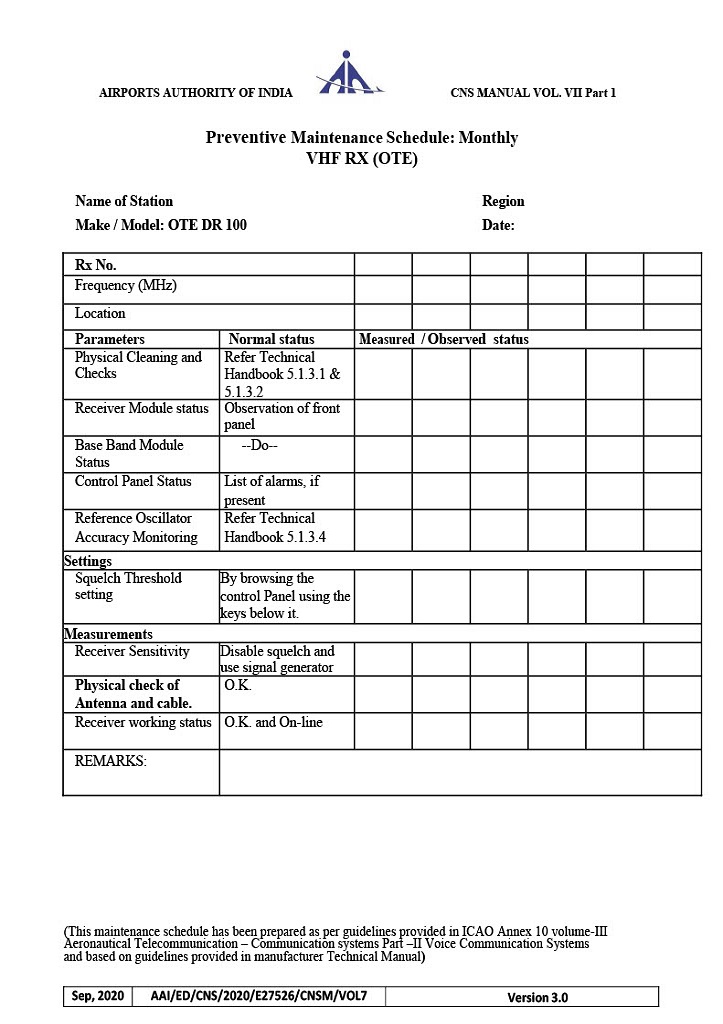 AIRPORTS AUTHORITY OF INDIA
CNS MANUAL VOL. VII Part 1
Preventive Maintenance Schedule: Monthly
VHF RX (OTE)
Name of Station
Region
Make / Model: OTE DR 100
Date:
Rx No.
Frequency (MHz)
Location
Parameters
Normal status
Measured / Observed status
Physical Cleaning and
Checks
Refer Technical
Handbook 5.1.3.1 &
5.1.3.2
Receiver Module status
Observation of front
panel
Base Band Module
Status
--Do--
Control Panel Status
List of alarms, if
present
Reference Oscillator
Accuracy Monitoring
Refer Technical
Handbook 5.1.3.4
Settings
Squelch Threshold
setting
By browsing the
control Panel using the
keys below it.
Measurements
Receiver Sensitivity
Disable squelch and
use signal generator
Physical check of
Antenna and cable.
O.K.
Receiver working status
O.K. and On-line
REMARKS:
(This maintenance schedule has been prepared as per guidelines provided in ICAO Annex 10 volume-III
Aeronautical Telecommunication – Communication systems Part –II Voice Communication Systems
and based on guidelines provided in manufacturer Technical Manual)
Sep, 2020
AAI/ED/CNS/2020/E27526/CNSM/VOL7
Version 3.0